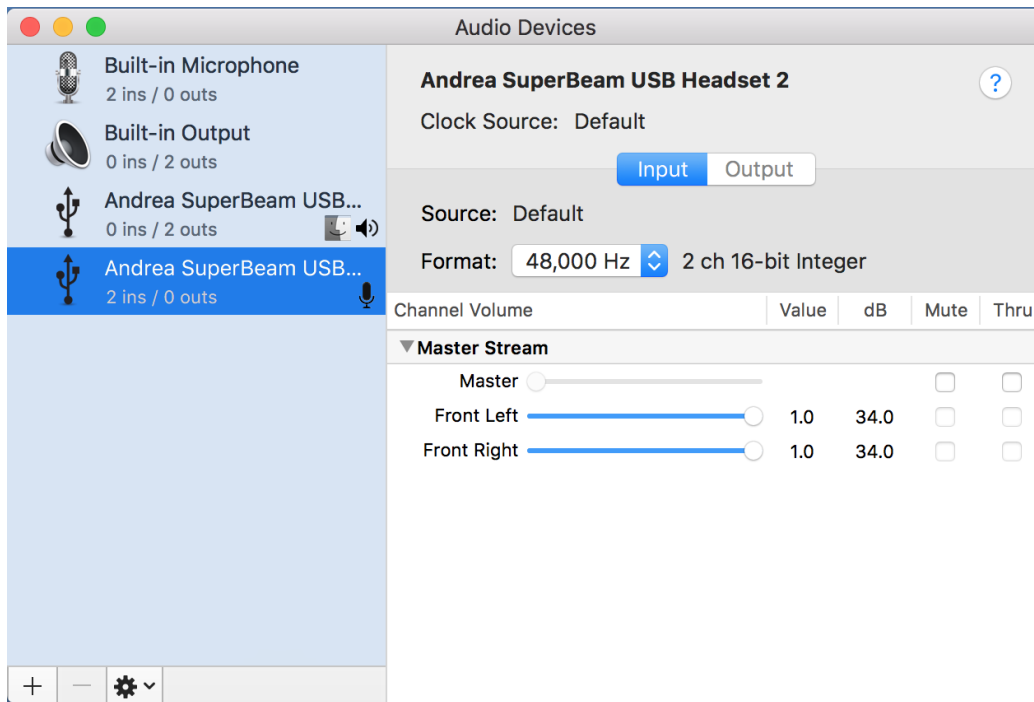 Audio Devices
Built-in Microphone
2 ins / 0 outs
Built-in Output
0 ins / 2 outs
Andrea SuperBeam USB...
0 ins / 2 outs
Andrea SuperBeam USB...
2 ins / 0 outs
Andrea SuperBeam USB Headset 2
?
Clock Source: Default
Input Output
Source: Default
Format: 48,000 Hz 2 ch 16-bit Integer
Channel Volume Value dB Mute Thru
Master Stream
Master
Front Left 1.0 34.0
Front Right 1.0 34.0